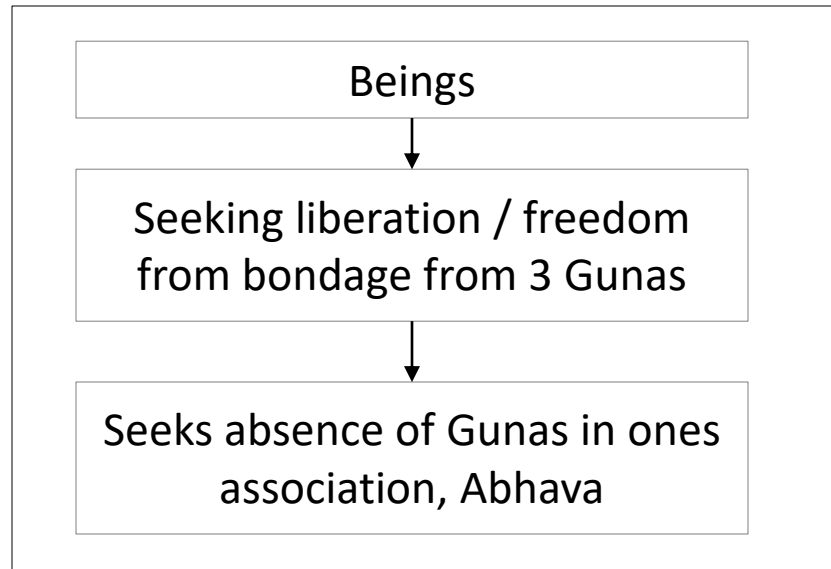 Beings
Seeking liberation / freedom
from bondage from 3 Gunas
Seeks absence of Gunas in ones
association, Abhava